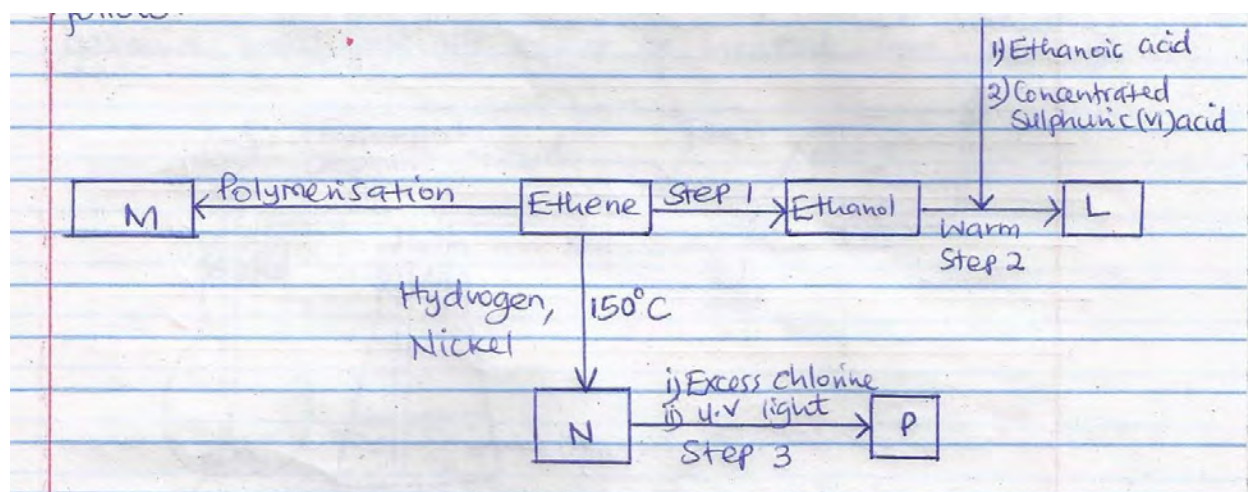 follow
1) Ethanoic acid
2) Concentrated
Sulphuric (VI) acid
Polymerisation
M
Ethene
Step 1
Ethanol
L
Warm
Step 2
Hydrogen,
Nickel
150°C
i) Excess Chlorine
ii) U.V light
N
P
Step 3